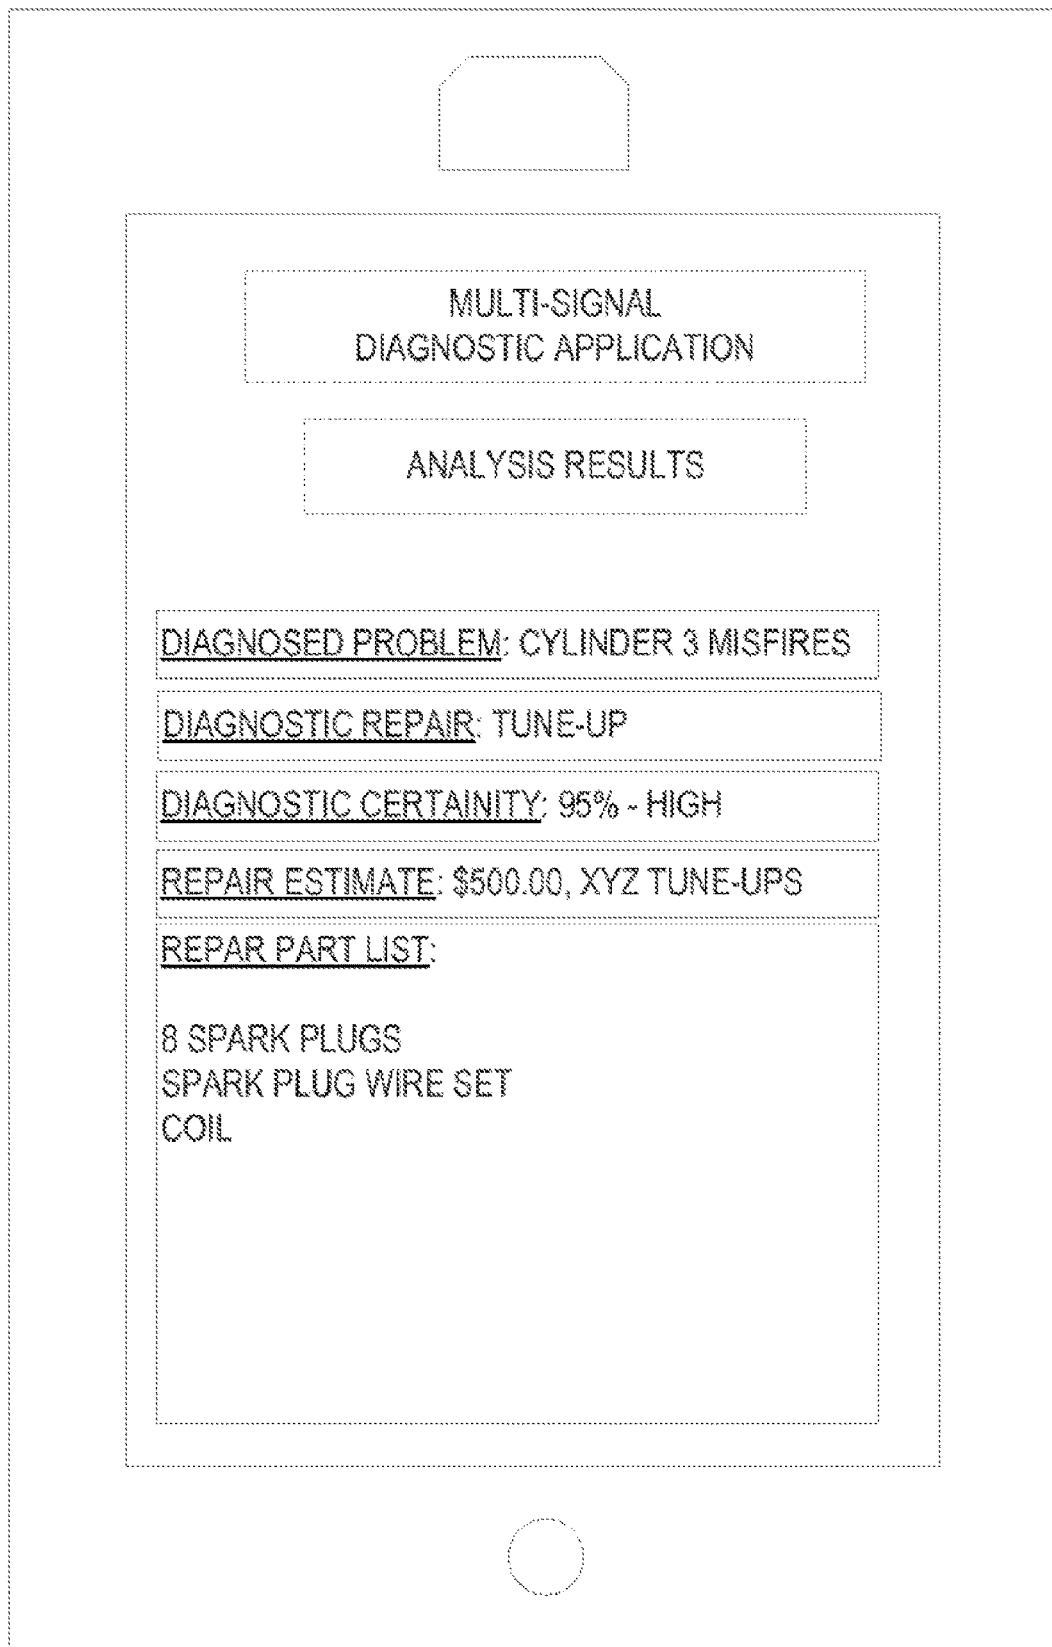 MULTI-SIGNAL
DIAGNOSTIC APPLICATION
ANALYSIS RESULTS
DIAGNOSED PROBLEM: CYLINDER 3 MISFIRES
DIAGNOSTIC REPAIR: TUNE-UP
DIAGNOSTIC CERTAINITY: 95% - HIGH
REPAIR ESTIMATE: $500.00, XYZ TUNE-UPS
REPAR PART LIST:
8 SPARK PLUGS
SPARK PLUG WIRE SET
COIL